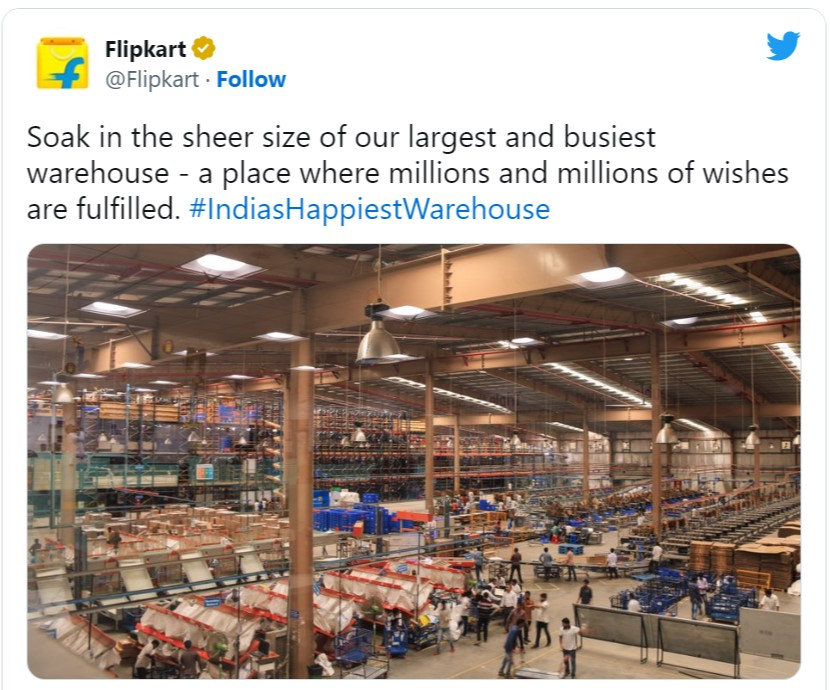 Flipkart
@Flipkart · Follow
Soak in the sheer size of our largest and busiest
warehouse - a place where millions and millions of wishes
are fulfilled. #IndiasHappiestWarehouse